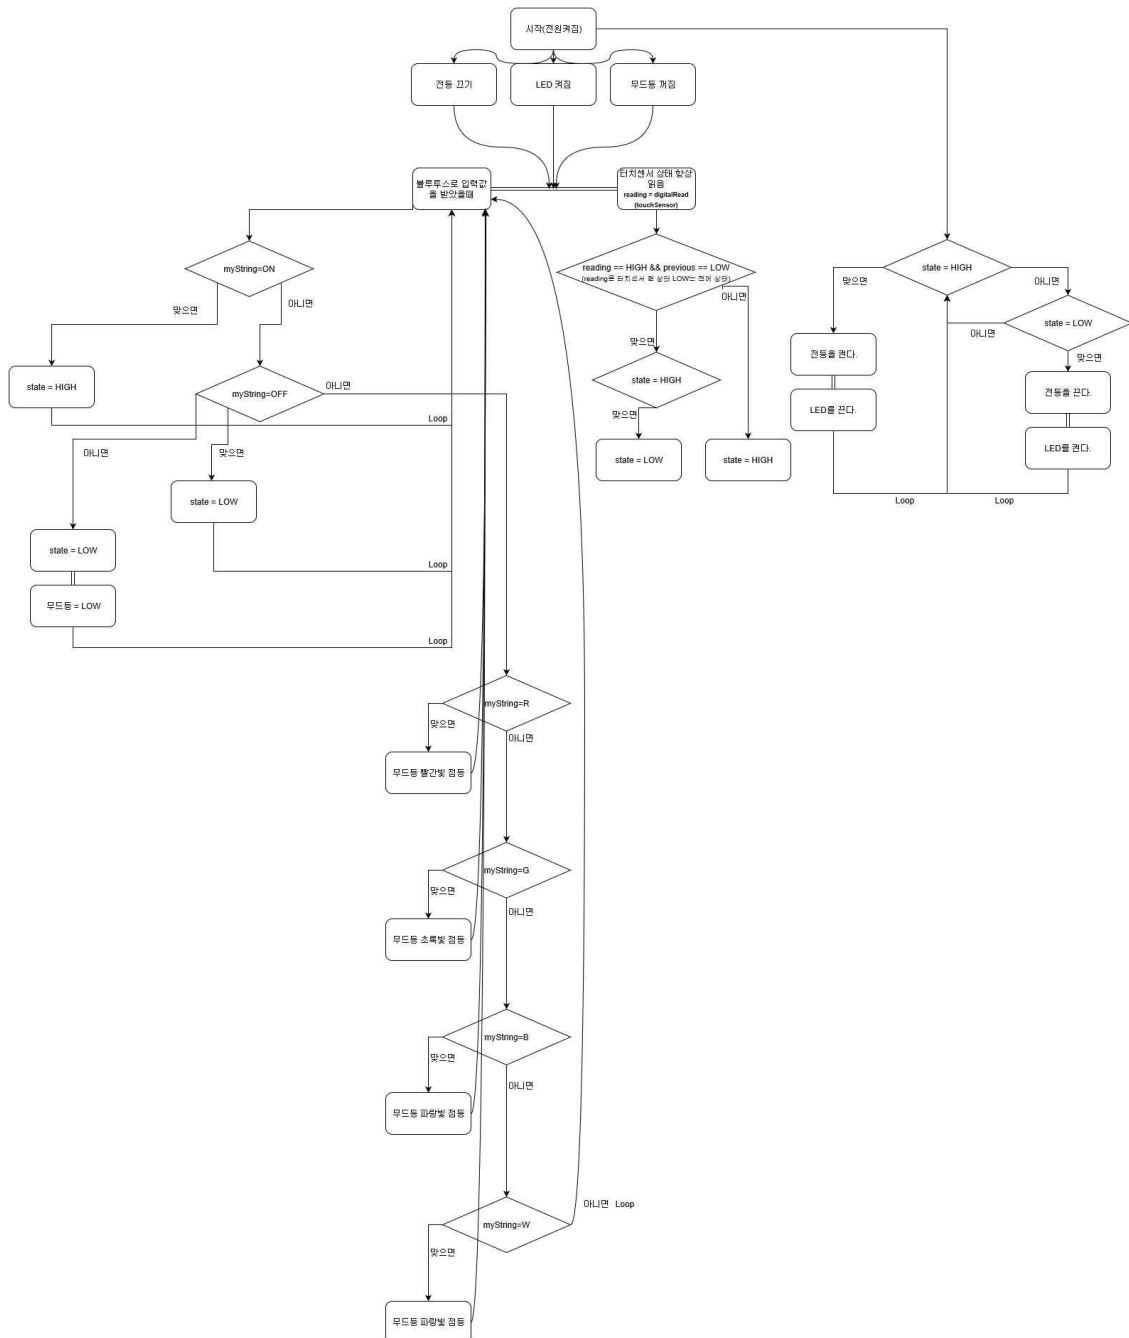 시작(전원켜짐)
전등 끄기
LED 켜짐
무드등 꺼짐
블루투스로 입력값
을 받았을때
터치센서 상태 항상
읽음
reading = digitalRead
(touchSensor)
myString=ON
맞으면
아니면
state = HIGH
Loop
myString=OFF
아니면
아니면
맞으면
state = LOW
Loop
state = LOW
무드등 = LOW
Loop
reading == HIGH && previous == LOW
맞으면
아니면
state = HIGH
맞으면
state = LOW
state = HIGH
state = HIGH
맞으면
아니면
state = LOW
아니면
맞으면
전등을 켠다.
LED를 끈다.
전등을 끈다.
LED를 켠다.
Loop
Loop
myString=R
맞으면
아니면
무드등 빨간빛 점등
myString=G
맞으면
아니면
무드등 초록빛 점등
myString=B
맞으면
아니면
무드등 파랑빛 점등
myString=W
맞으면
아니면 Loop
무드등 파랑빛 점등